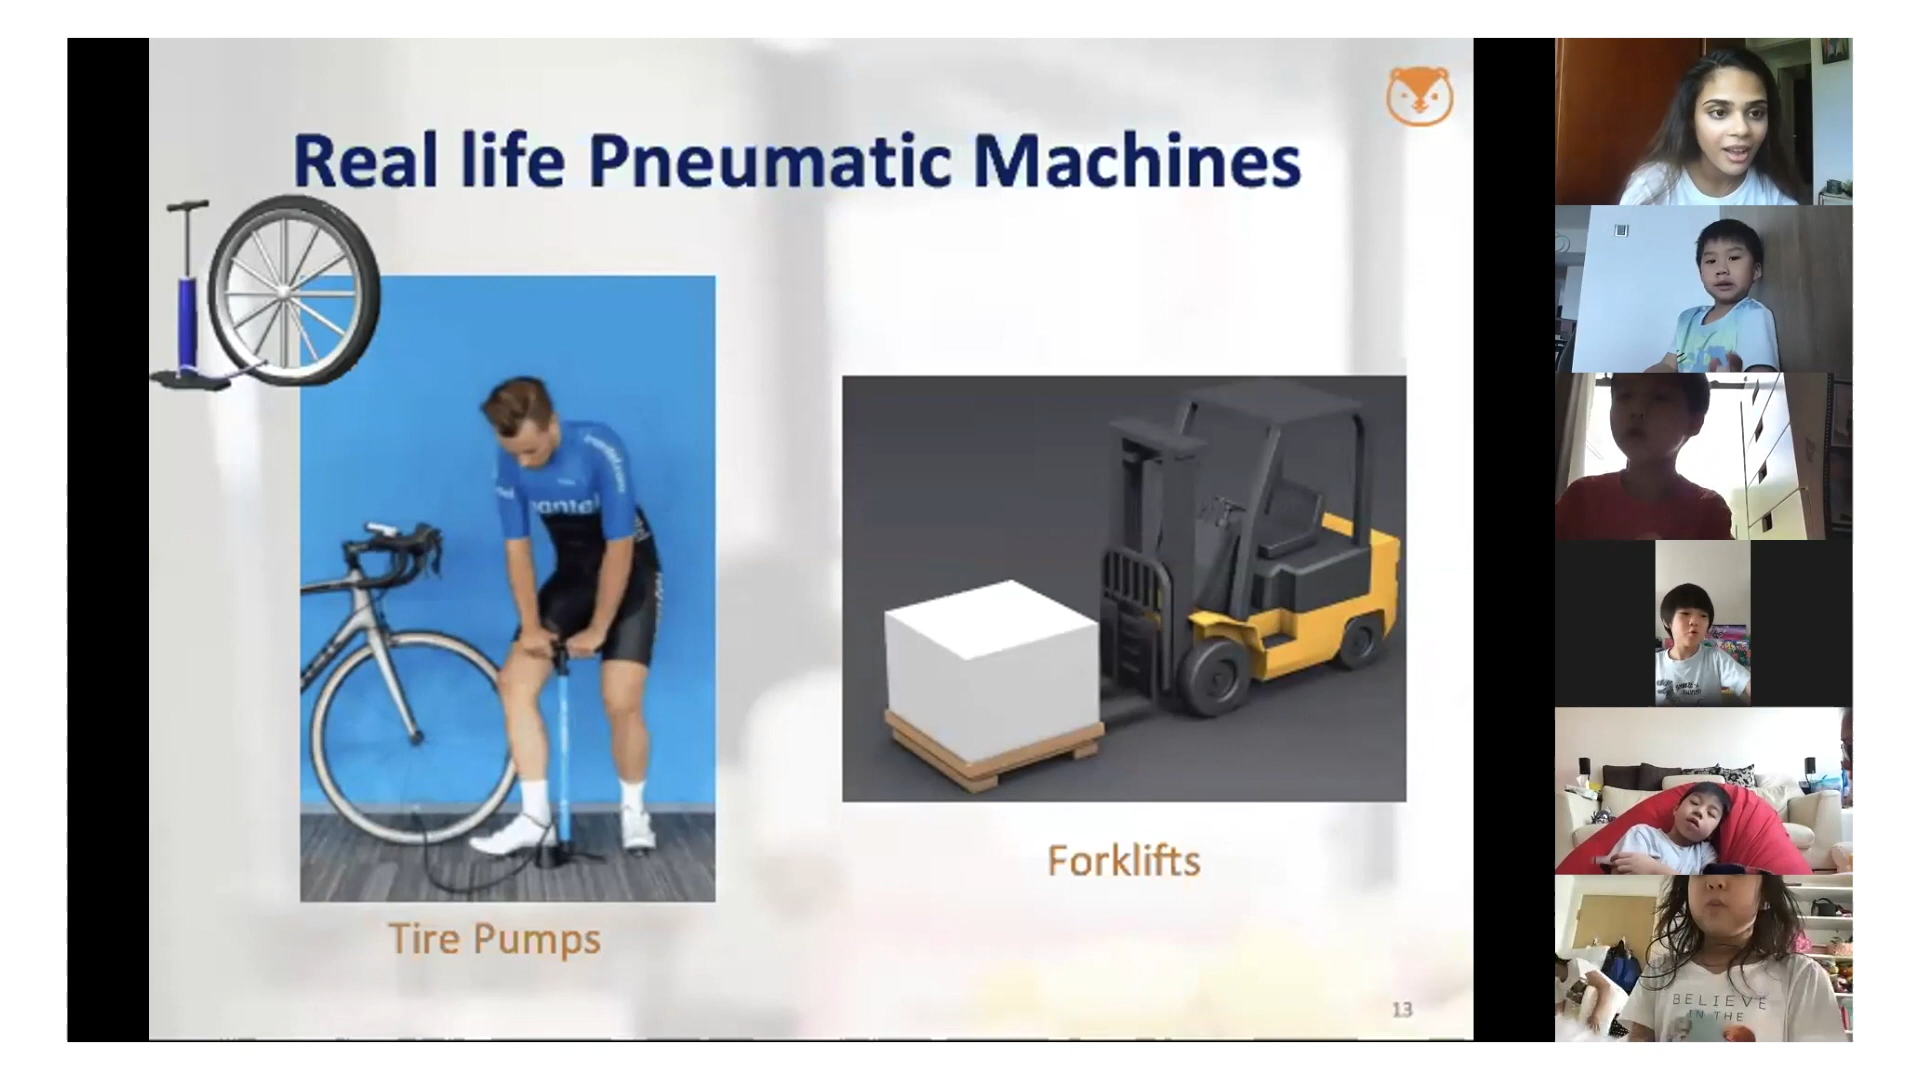 Real life Pneumatic Machines
Tire Pumps
Forklifts
13
BELIEVE
IN THE